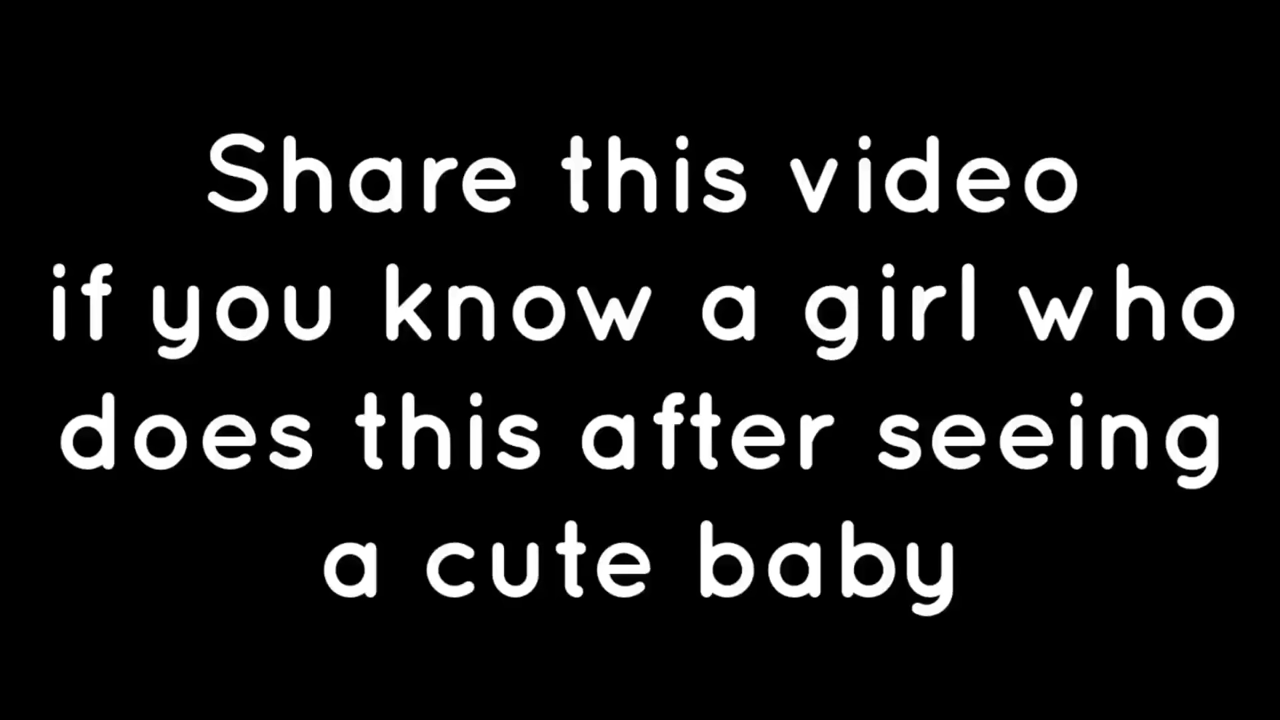 Share this video
if you know a girl who
does this after seeing
a cute baby